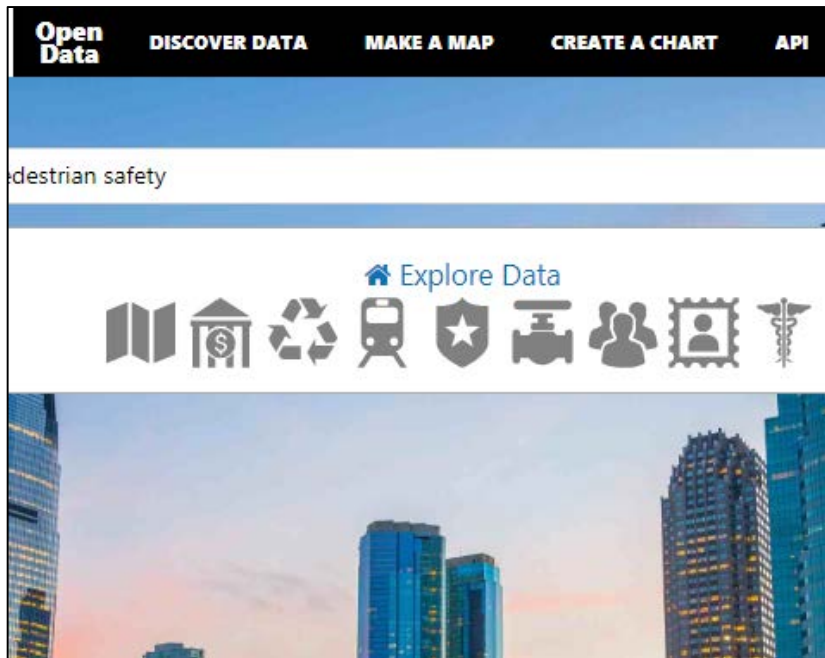 Open
Data
DISCOVER DATA
MAKE A MAP
CREATE A CHART
API
edestrian safety
Explore Data
$